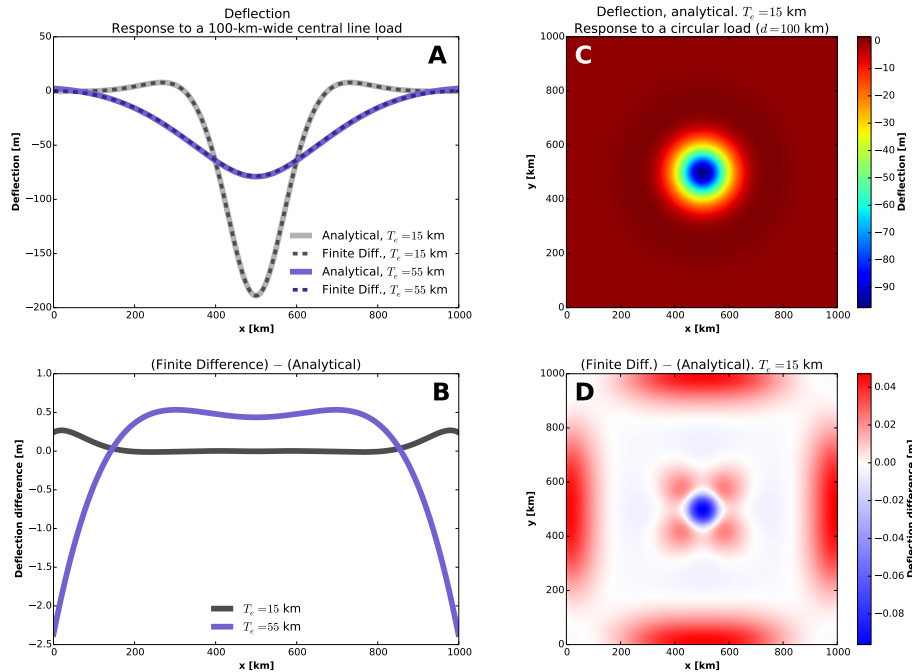 Deflection
Response to a 100-km-wide central line load
A
50
0
−50
−100
−150
−200
Deflection [m]
0 200 400 600 800 1000
x [km]
Analytical, Te =15 km
Finite Diff., Te =15 km
Analytical, Te =55 km
Finite Diff., Te =55 km
Deflection, analytical. Te =15 km
Response to a circular load (d =100 km)
C
1000
800
600
400
200
0
y [km]
0 200 400 600 800 1000
x [km]
0
−10
−20
−30
−40
−50
−60
−70
−80
−90
Deflection [m]
(Finite Difference) − (Analytical)
B
1.0
0.5
0.0
−0.5
−1.0
−1.5
−2.0
−2.5
Deflection difference [m]
0 200 400 600 800 1000
x [km]
Te =15 km
Te =55 km
(Finite Diff.) − (Analytical). Te =15 km
D
1000
800
600
400
200
0
y [km]
0 200 400 600 800 1000
x [km]
0.04
0.02
0.00
−0.02
−0.04
−0.06
−0.08
Deflection difference [m]